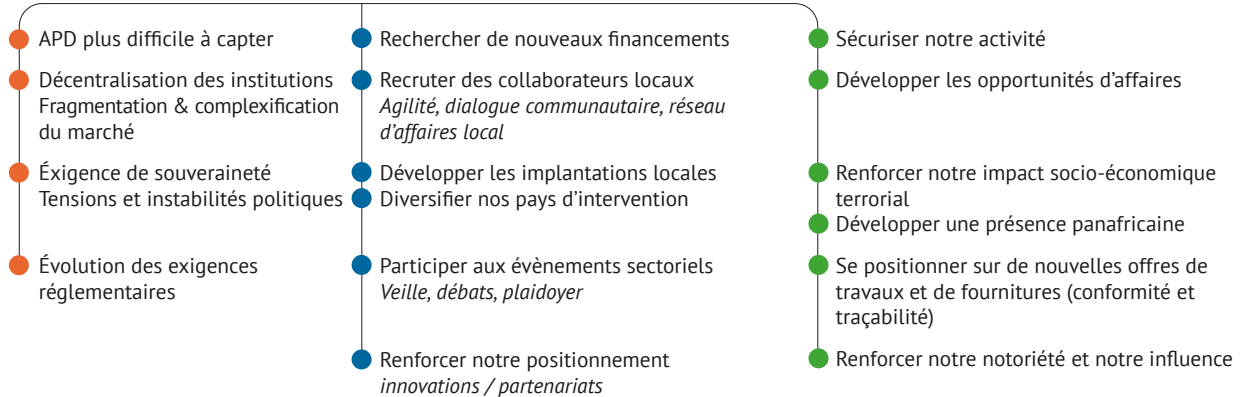 APD plus difficile à capter
Décentralisation des institutions
Fragmentation & complexification
du marché
Éxigence de souveraineté
Tensions et instabilités politiques
Évolution des exigences
réglementaires
Rechercher de nouveaux financements
Recruter des collaborateurs locaux
Agilité, dialogue communautaire, réseau
d'affaires local
Développer les implantations locales
Diversifier nos pays d'intervention
Participer aux évènements sectoriels
Veille, débats, plaidoyer
Renforcer notre positionnement
innovations / partenariats
Sécuriser notre activité
Développer les opportunités d'affaires
Renforcer notre impact socio-économique
terrorial
Développer une présence panafricaine
Se positionner sur de nouvelles offres de
travaux et de fournitures (conformité et
traçabilité)
Renforcer notre notoriété et notre influence